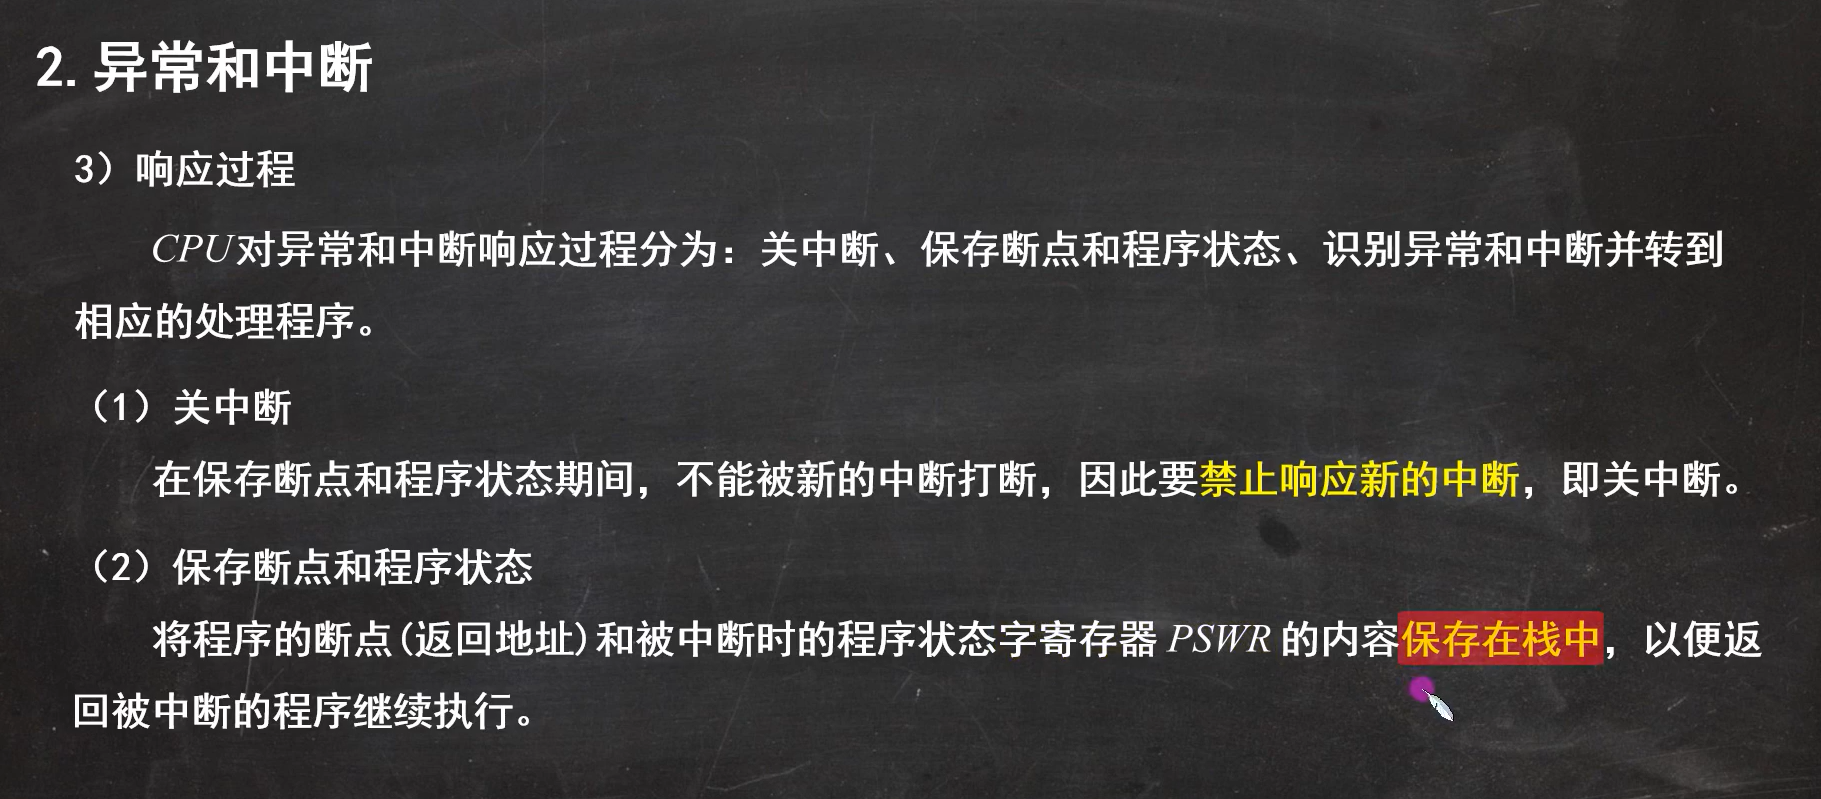 2. 异常和中断
3）响应过程
CPU对异常和中断响应过程分为：关中断、保存断点和程序状态、识别异常和中断并转到
相应的处理程序。
（1）关中断
在保存断点和程序状态期间，不能被新的中断打断，因此要禁止响应新的中断，即关中断。
（2）保存断点和程序状态
将程序的断点(返回地址)和被中断时的程序状态字寄存器 PSWR 的内容保存在栈中，以便返
回被中断的程序继续执行。